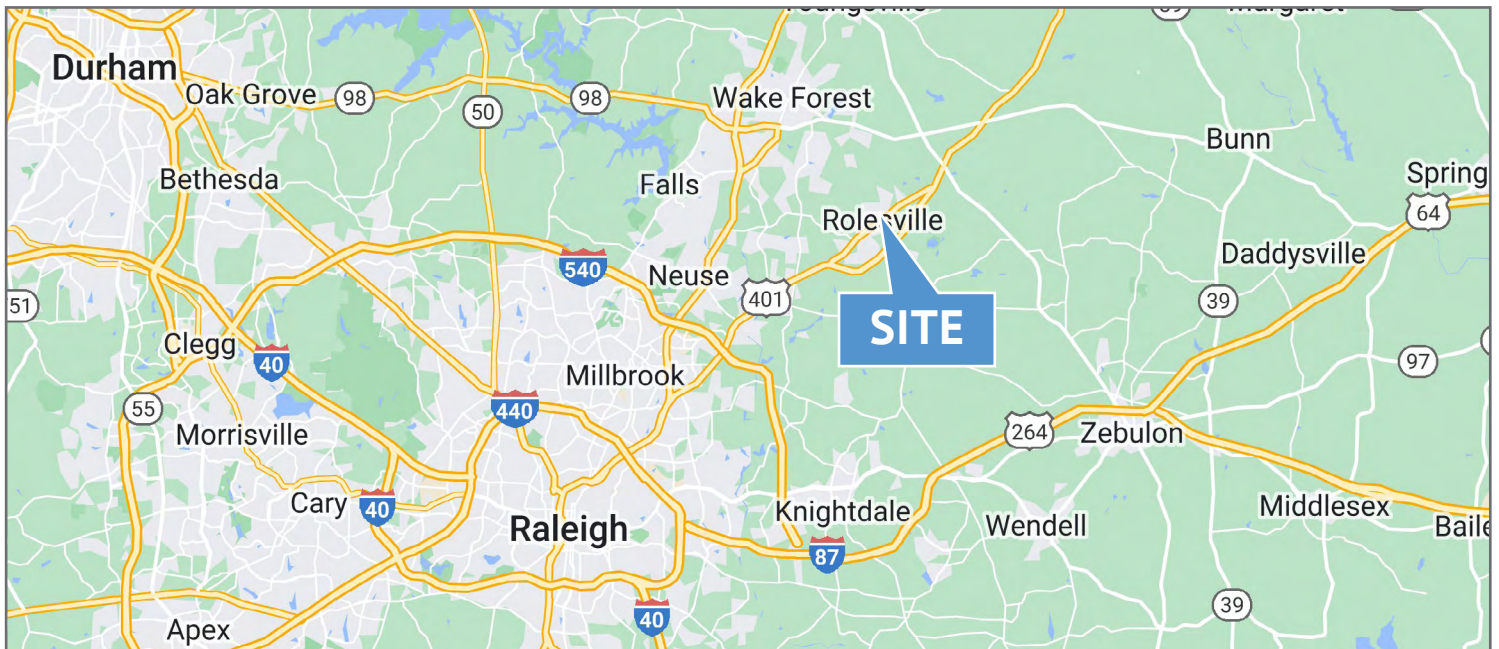 Durham
Oak Grove
98
50
98
Wake Forest
Bunn
Bethesda
Falls
Spring
64
Rolesville
Daddysville
540
Neuse
401
39
51
SITE
Clegg
40
97
Millbrook
55
440
Morrisville
264
Zebulon
Cary
40
Raleigh
Knightdale
Wendell
Middlesex
Baile
87
39
40
Apex